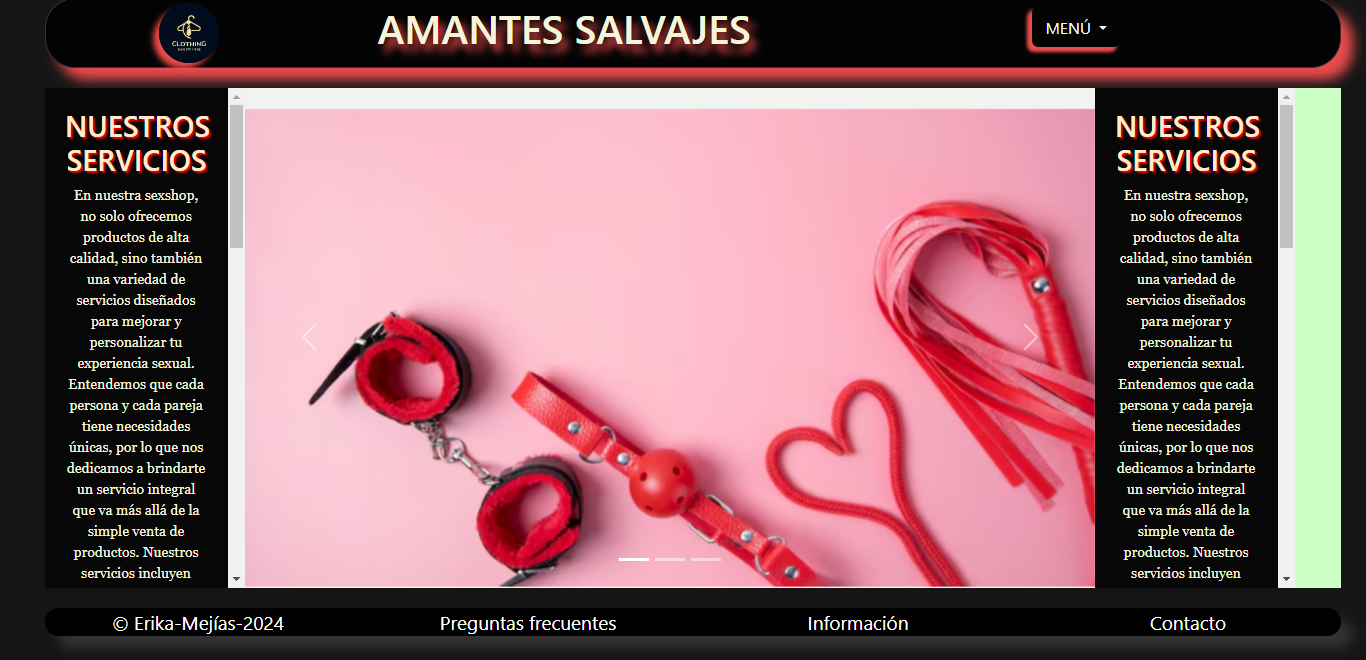 CLOTHING
AMANTES SALVAJES
MENÚ
NUESTROS
SERVICIOS
En nuestra sexshop,
no solo ofrecemos
productos de alta
calidad, sino también
una variedad de
servicios diseñados
para mejorar y
personalizar tu
experiencia sexual.
Entendemos que cada
persona y cada pareja
tiene necesidades
únicas, por lo que nos
dedicamos a brindarte
un servicio integral
que va más allá de la
simple venta de
productos. Nuestros
servicios incluyen
NUESTROS
SERVICIOS
En nuestra sexshop,
no solo ofrecemos
productos de alta
calidad, sino también
una variedad de
servicios diseñados
para mejorar y
personalizar tu
experiencia sexual.
Entendemos que cada
persona y cada pareja
tiene necesidades
únicas, por lo que nos
dedicamos a brindarte
un servicio integral
que va más allá de la
simple venta de
productos. Nuestros
servicios incluyen
© Erika-Mejías-2024
Preguntas frecuentes
Información
Contacto